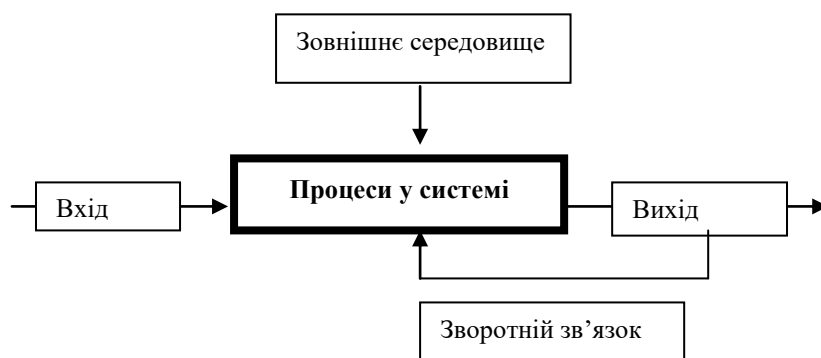 Зовнішнє середовище
Процеси у системі
Вхід
Вихід
Зворотній зв’язок